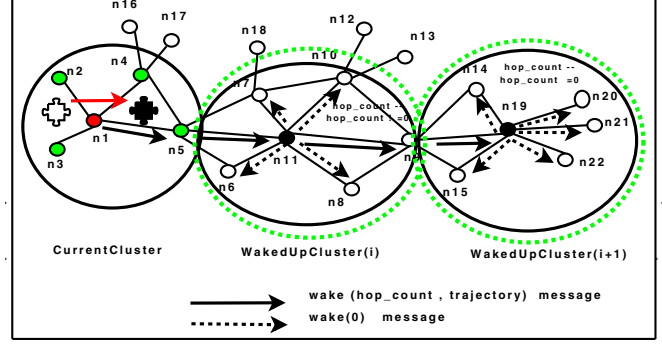 n16
n17
n18
n12
n13
n2
n4
n10
n7
n14
hop_count --
hop_count =0
n20
n19
hop_count --
hop_count ! =0
n21
n1
n5
n3
n11
n6
n8
n22
n15
CurrentCluster
WakedUpCluster(i)
WakedUpCluster(i+1)
wake (hop_count , trajectory) message
wake(0) message